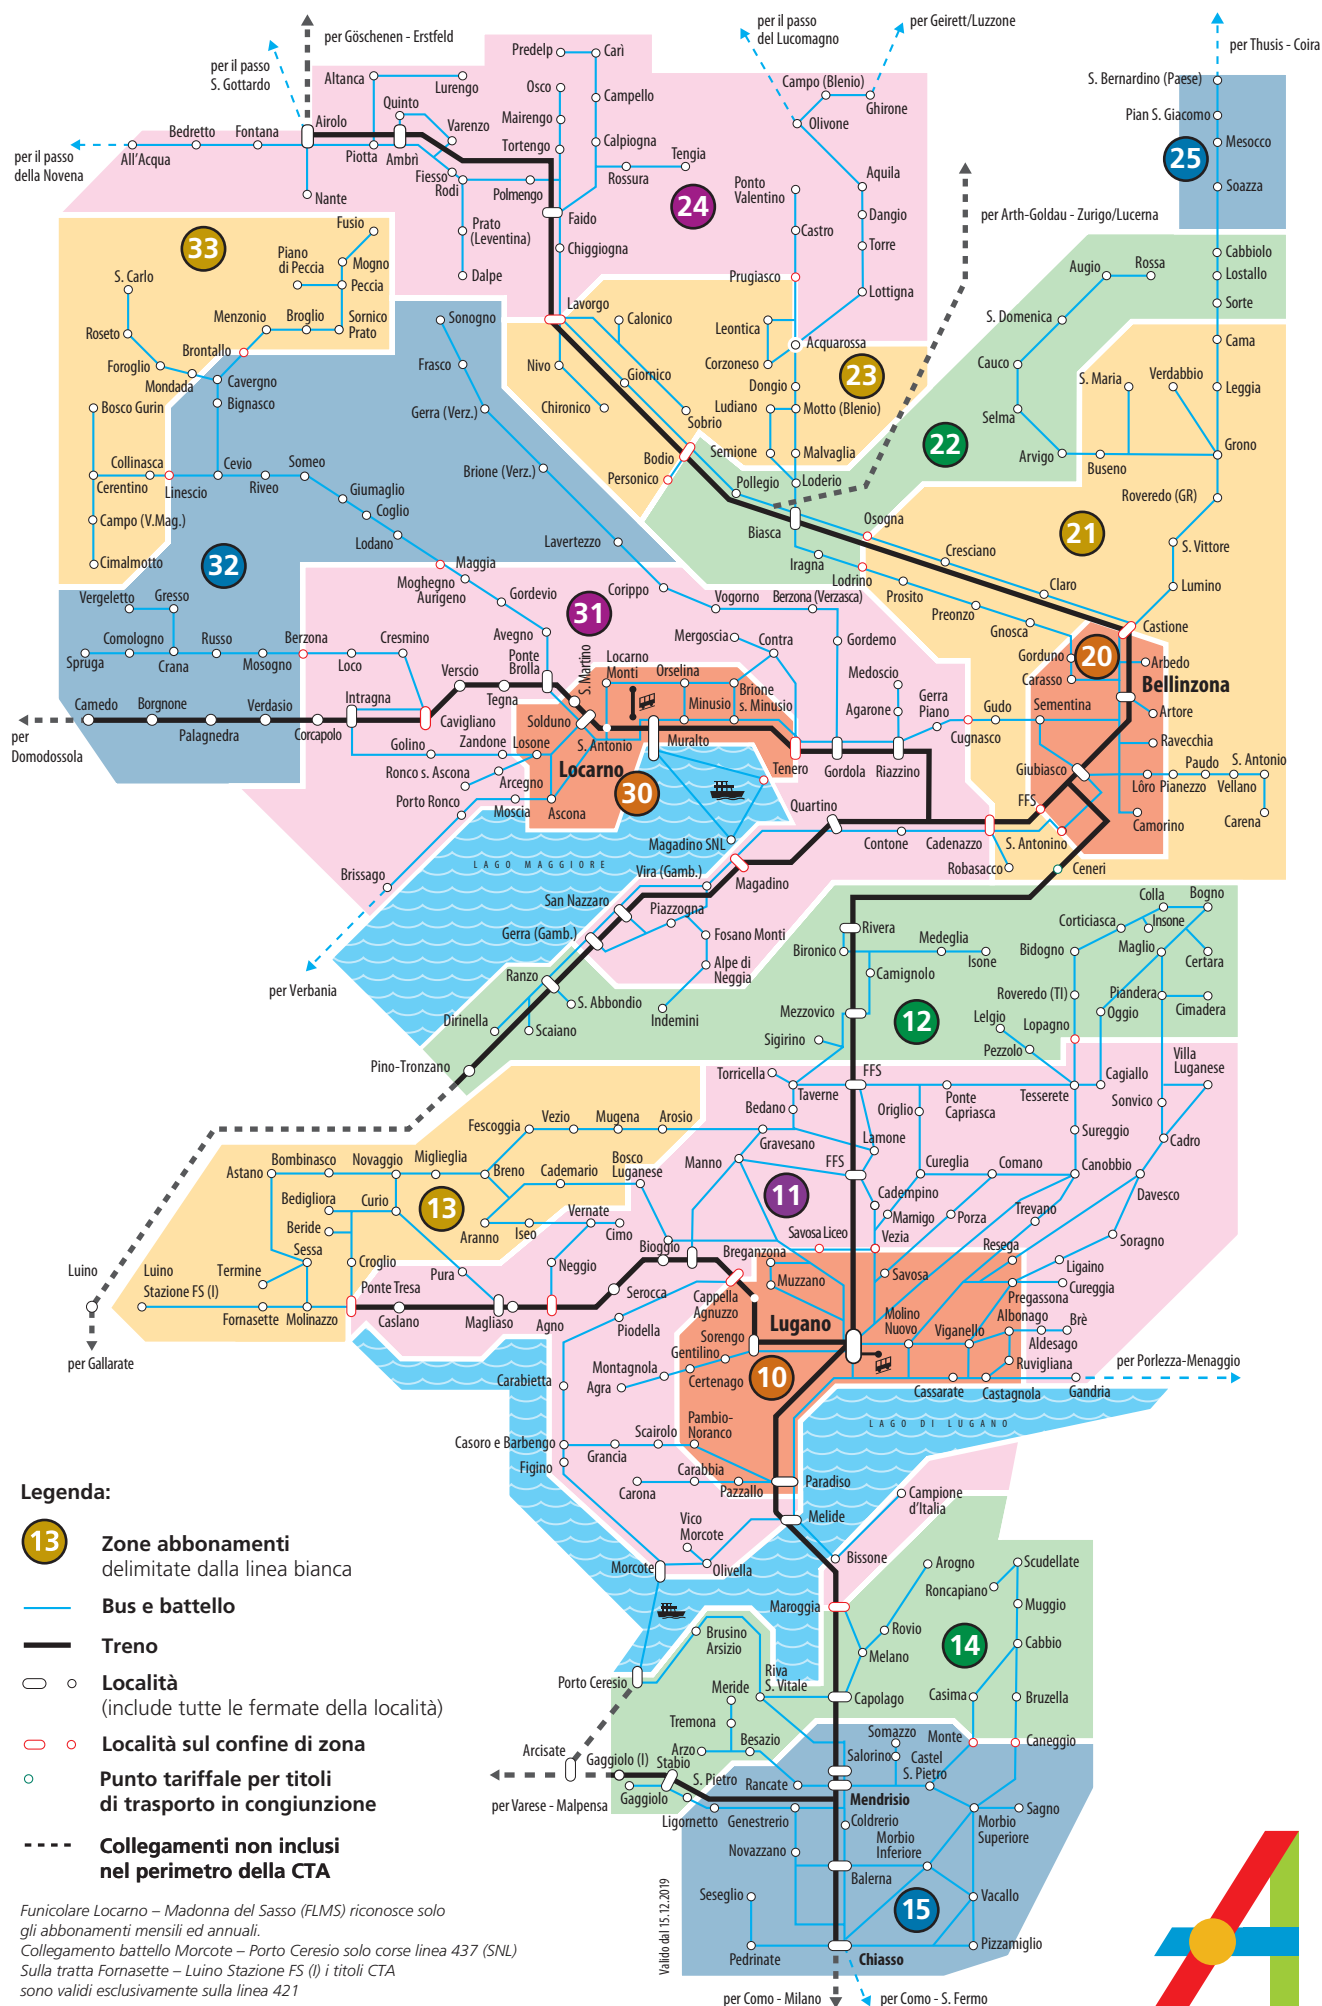 per Göschenen - Erstfeld
per il passo
S. Gottardo
per il passo
della Novena
per il passo
del Lucomagno
per Geirett/Luzzone
per Thusis - Coira
per Arth-Goldau - Zurigo/Lucerna
Predelp
Carì
Altanca
Lurengo
Osco
Campello
Quinto
Mairengo
Airolo
Varenzo
Bedretto
Fontana
Tortengo
Calpiogna
All'Acqua
Piotta
Ambrì
Tengia
Fiesso
Rodi
Polmengo
Rossura
Nante
24
Faido
Prato
(Leventina)
Chiggiogna
Dalpe
Lavorgo
Campo (Blenio)
Ghirone
Olivone
Aquila
Ponto
Valentino
Dangio
Castro
Torre
Prugiasco
Lottigna
S. Bernardino (Paese)
Pian S. Giacomo
Mesocco
25
Soazza
33
Fusio
Piano
di Peccia
Mogno
S. Carlo
Peccia
Menzonio
Broglio
Sornico
Prato
Roseto
Brontallo
Foroglio
Mondada
Cavergno
Bosco Gurin
Bignasco
Collinasca
Cerentino
Linescio
Cevio
Riveo
Someo
Giumaglio
Coglio
Lodano
Campo (V.Mag.)
Cimalmotto
32
Sonogno
Frasco
Gerra (Verz.)
Brione (Verz.)
Lavertezzo
Corippo
Maggia
Moghegno
Aurigeno
Gordevio
Avegno
Ponte
Brolla
Calonico
Nivo
Giornico
Chironico
Sobrio
Leontica
Acquarossa
Corzoneso
23
Dongio
Ludiano
Motto (Blenio)
Semione
Malvaglia
Bodio
Personico
Pollegio
Loderio
Biasca
Osogna
Iragna
Lodrino
Cresciano
Prosito
Claro
Preonzo
Gnosca
Castione
22
Augio
Rossa
S. Domenica
Cauco
Selma
Arvigo
Buseno
Cabbiolo
Lostallo
Sorte
Cama
S. Maria
Verdabbio
Leggia
Grono
Roveredo (GR)
21
S. Vittore
Lumino
Vergeletto
Gresso
Comologno
Russo
Berzona
Cresmino
Spruga
Crana
Mosogno
Loco
31
Vogorno
Berzona (Verzasca)
Mergoscia
Contra
Gordemo
S. Martino
Locarno
Monti
Orselina
Medoscio
Verscio
Tegna
Minusio
Brione
s. Minusio
Agarone
Gerra
Piano
Camedo
Borgnone
Verdasio
Intragna
per
Domodossola
Palagnedra
Corcapolo
Cavigliano
Solduno
S. Antonio
Muralto
Golino
Zandone
Losone
Locarno
Tenero
Gordola
Riazzino
Cugnasco
Gudo
Ronco s. Ascona
Arcegno
30
Porto Ronco
Moscia
Ascona
Magadino SNL
Quartino
Contone
Cadenazzo
Robasacco
LAGO MAGGIORE
Brissago
per Verbania
Gorduno
20
Arbedo
Carasso
Bellinzona
Sementina
Artore
Ravecchia
Giubiasco
Paudo
S. Antonio
Lôro
Pianezzo
Vellano
FFS
Camorino
Carena
S. Antonino
Ceneri
Vira (Gamb.)
Magadino
San Nazzaro
Piazzogna
Gerra (Gamb.)
Fosano Monti
Alpe di
Neggia
Ranzo
S. Abbondio
Indemini
Dirinella
Scaiano
Pino-Tronzano
Rivera
Bironico
Medeglia
Isone
Camignolo
Mezzovico
12
Sigirino
Colla
Bogno
Corticiasca
Insone
Bidogno
Maglio
Certara
Roveredo (TI)
Piandera
Cimadera
Lelgio
Lopagno
Oggio
Pezzolo
Villa
Luganese
Torricella
FFS
Taverne
Ponte
Capriasca
Tesserete
Cagiallo
Bedano
Origlio
Sonvico
Sureggio
Gravesano
Lamone
Cadro
Manno
FFS
Cureglia
Comano
Canobbio
Davesco
11
Cadempino
Mamigo
Porza
Trevano
Savosa Liceo
Vezia
Soragno
Resega
Ligaino
Savosa
Cureggia
Pregassona
Fescoggia
Vezio
Mugena
Arosio
Bombinasco
Novaggio
Miglieglia
Astano
Breno
Cademario
Bosco
Luganese
Bedigliora
Curio
13
Vernate
Beride
Aranno
Iseo
Cimo
Sessa
Croglio
Neggio
Bioggio
Breganzona
Termine
Pura
Muzzano
Luino
Luino
Stazione FS (I)
Ponte Tresa
Serocca
Cappella
Agnuzzo
Fornasette
Molinazzo
Caslano
Magliaso
Agno
Piodella
Lugano
Molino
Nuovo
Viganello
Albonago
Brè
Aldesago
per Gallarate
Sorengo
Gentilino
Ruvigliana
Montagnola
Certenago
10
per Porlezza-Menaggio
Carabietta
Agra
Cassarate
Castagnola
Gandria
Pambio-
Noranco
LAGO DI LUGANO
Casoro e Barbengo
Scairolo
Grancia
Figino
Carabbia
Paradiso
Carona
Pazzallo
Campione
d'Italia
Vico
Morcote
Melide
Morcote
Olivella
Bissone
Arogno
Scudellate
Roncapiano
Maroggia
Muggio
Rovio
14
Brusino
Arsizio
Cabbio
Melano
Porto Ceresio
Riva
S. Vitale
Meride
Capolago
Casima
Bruzella
Tremona
Somazzo
Monte
Caneggio
Arcisate
Arzo
Besazio
Salorino
Castel
S. Pietro
Gaggiolo (I)
Stabio
S. Pietro
Rancate
Gaggiolo
Mendrisio
per Varese - Malpensa
Ligornetto
Genestrerio
Coldrerio
Sagno
Morbio
Superiore
Novazzano
Morbio
Inferiore
Balerna
Seseglio
15
Vacallo
Pedrinate
Chiasso
Pizzamiglio
per Como - Milano
per Como - S. Fermo
Valido dal 15.12.2019
Legenda:
13
Zone abbonamenti
delimitate dalla linea bianca
Bus e battello
Treno
Località
(include tutte le fermate della località)
Località sul confine di zona
Punto tariffale per titoli
di trasporto in congiunzione
Collegamenti non inclusi
nel perimetro della CTA
Funicolare Locarno – Madonna del Sasso (FLMS) riconosce solo
gli abbonamenti mensili ed annuali.
Collegamento battello Morcote – Porto Ceresio solo corse linea 437 (SNL)
Sulla tratta Fornasette – Luino Stazione FS (I) i titoli CTA
sono validi esclusivamente sulla linea 421